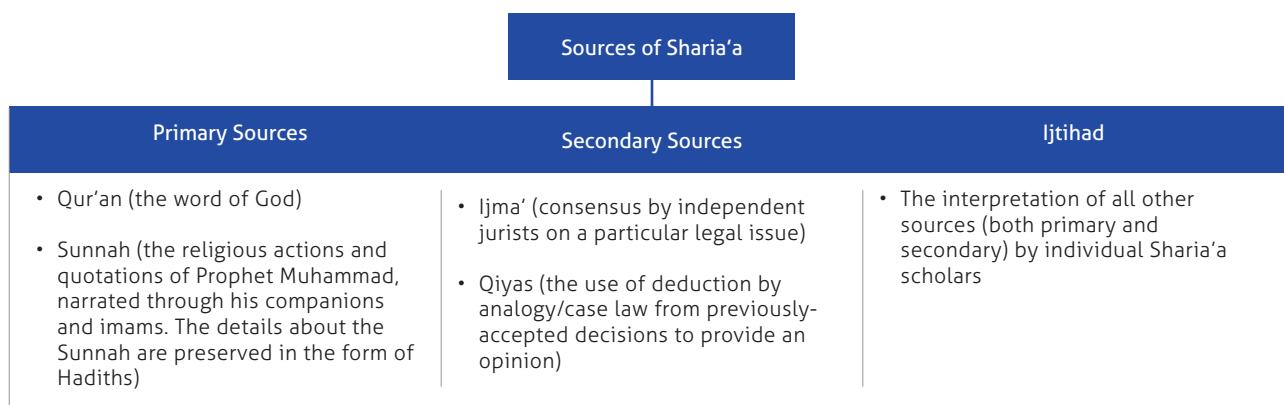 Sources of Sharia’a
Primary Sources
• Qur’an (the word of God)
• Sunnah (the religious actions and
quotations of Prophet Muhammad,
narrated through his companions
and imams. The details about the
Sunnah are preserved in the form of
Hadiths)
Secondary Sources
• Ijma’ (consensus by independent
jurists on a particular legal issue)
• Qiyas (the use of deduction by
analogy/case law from previously-
accepted decisions to provide an
opinion)
Ijtihad
• The interpretation of all other
sources (both primary and
secondary) by individual Sharia’a
scholars